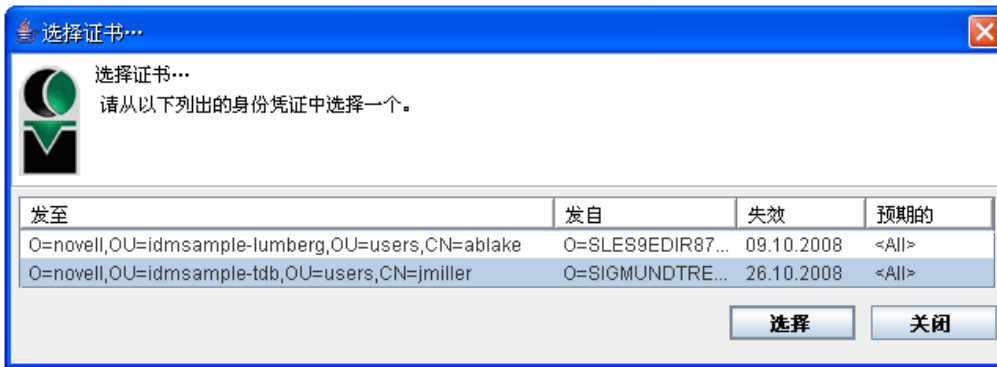 选择证书…
选择证书…
请从以下列出的身份凭证中选择一个。
发至 发自 失效 预期的
O=novell,OU=idmsample-lumberg,OU=users,CN=ablake O=SLES9EDIR87... 09.10.2008 <All>
O=novell,OU=idmsample-tdb,OU=users,CN=jmiller O=SIGMUNDTRE... 26.10.2008 <All>
选择 关闭